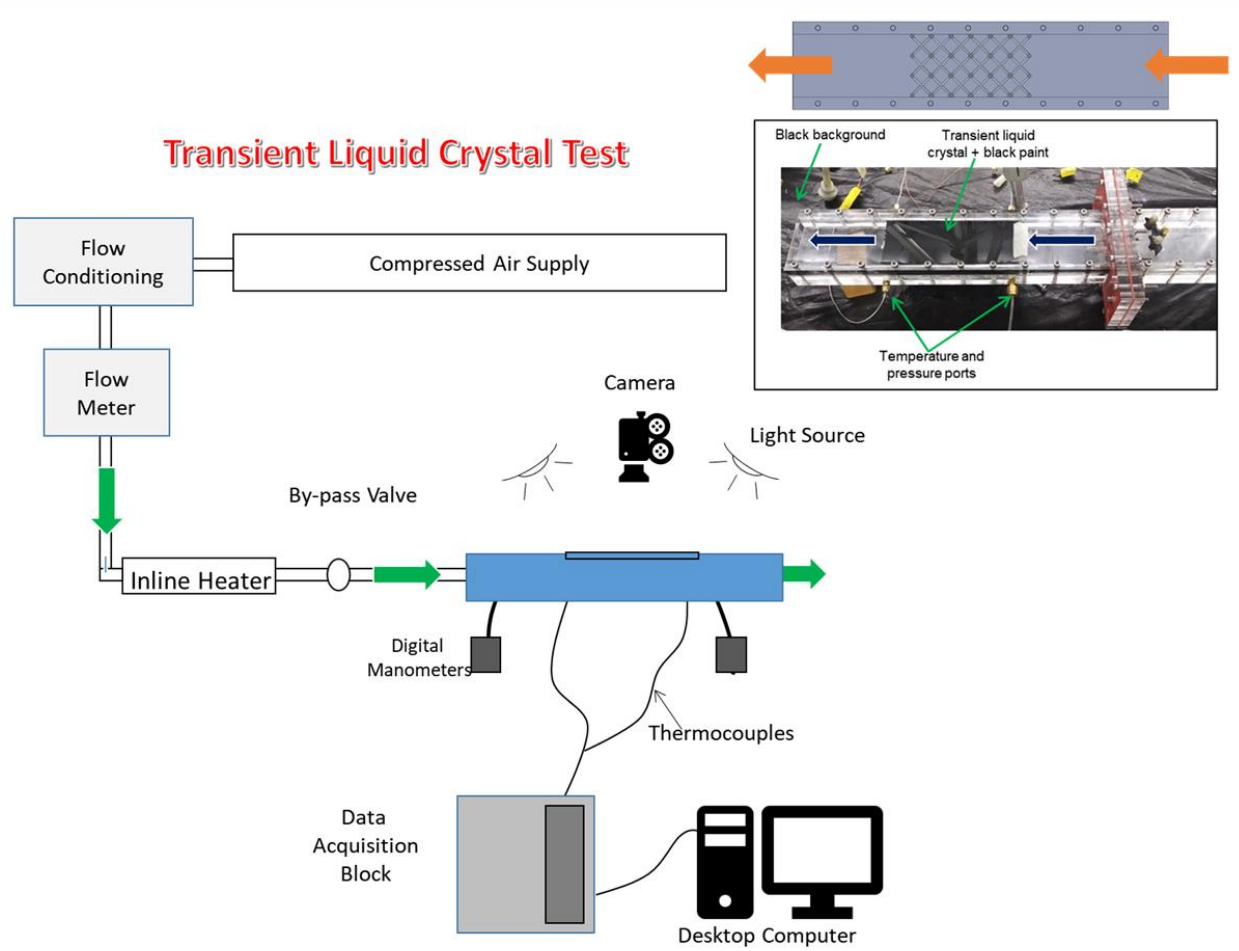 Transient Liquid Crystal Test
Black background
Transient liquid
crystal + black paint
Temperature and
pressure ports
Flow
Conditioning
Compressed Air Supply
Flow
Meter
Camera
Light Source
By-pass Valve
Inline Heater
Digital
Manometers
Thermocouples
Data
Acquisition
Block
Desktop Computer